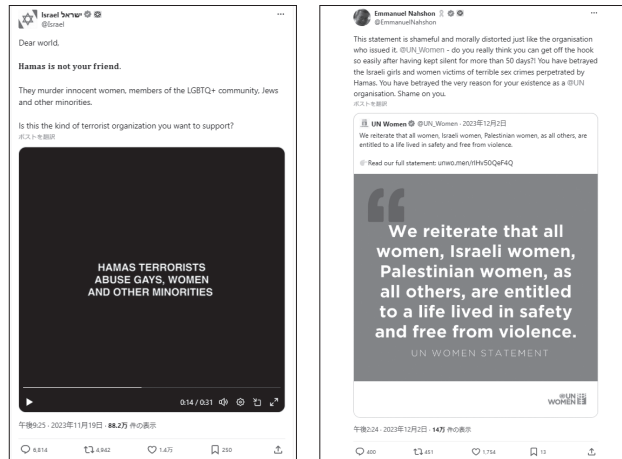 Israel ישראל
@Israel
Dear world,
Hamas is not your friend.
They murder innocent women, members of the LGBTQ+ community, Jews
and other minorities.
Is this the kind of terrorist organization you want to support?
ポストを翻訳
HAMAS TERRORISTS
ABUSE GAYS, WOMEN
AND OTHER MINORITIES
0:14 / 0:31
午後9:25 · 2023年11月19日 · 88.2万 件の表示
6,814 4,942 1.4万 250
Emmanuel Nahshon
@EmmanuelNahshon
This statement is shameful and morally distorted just like the organisation
who issued it. @UN_Women - do you really think you can get off the hook
so easily after having kept silent for more than 50 days?! You have betrayed
the Israeli girls and women victims of terrible sex crimes perpetrated by
Hamas. You have betrayed the very reason for your existence as a @UN
organisation. Shame on you.
ポストを翻訳
UN Women @UN_Women · 2023年12月2日
We reiterate that all women, Israeli women, Palestinian women, as all others, are
entitled to a life lived in safety and free from violence.
Read our full statement: unwo.men/rIHv50QeF4Q
We reiterate that all
women, Israeli women,
Palestinian women, as
all others, are entitled
to a life lived in safety
and free from violence.
UN WOMEN STATEMENT
UN
WOMEN
午後2:24 · 2023年12月2日 · 14万 件の表示
400 451 1,754 13